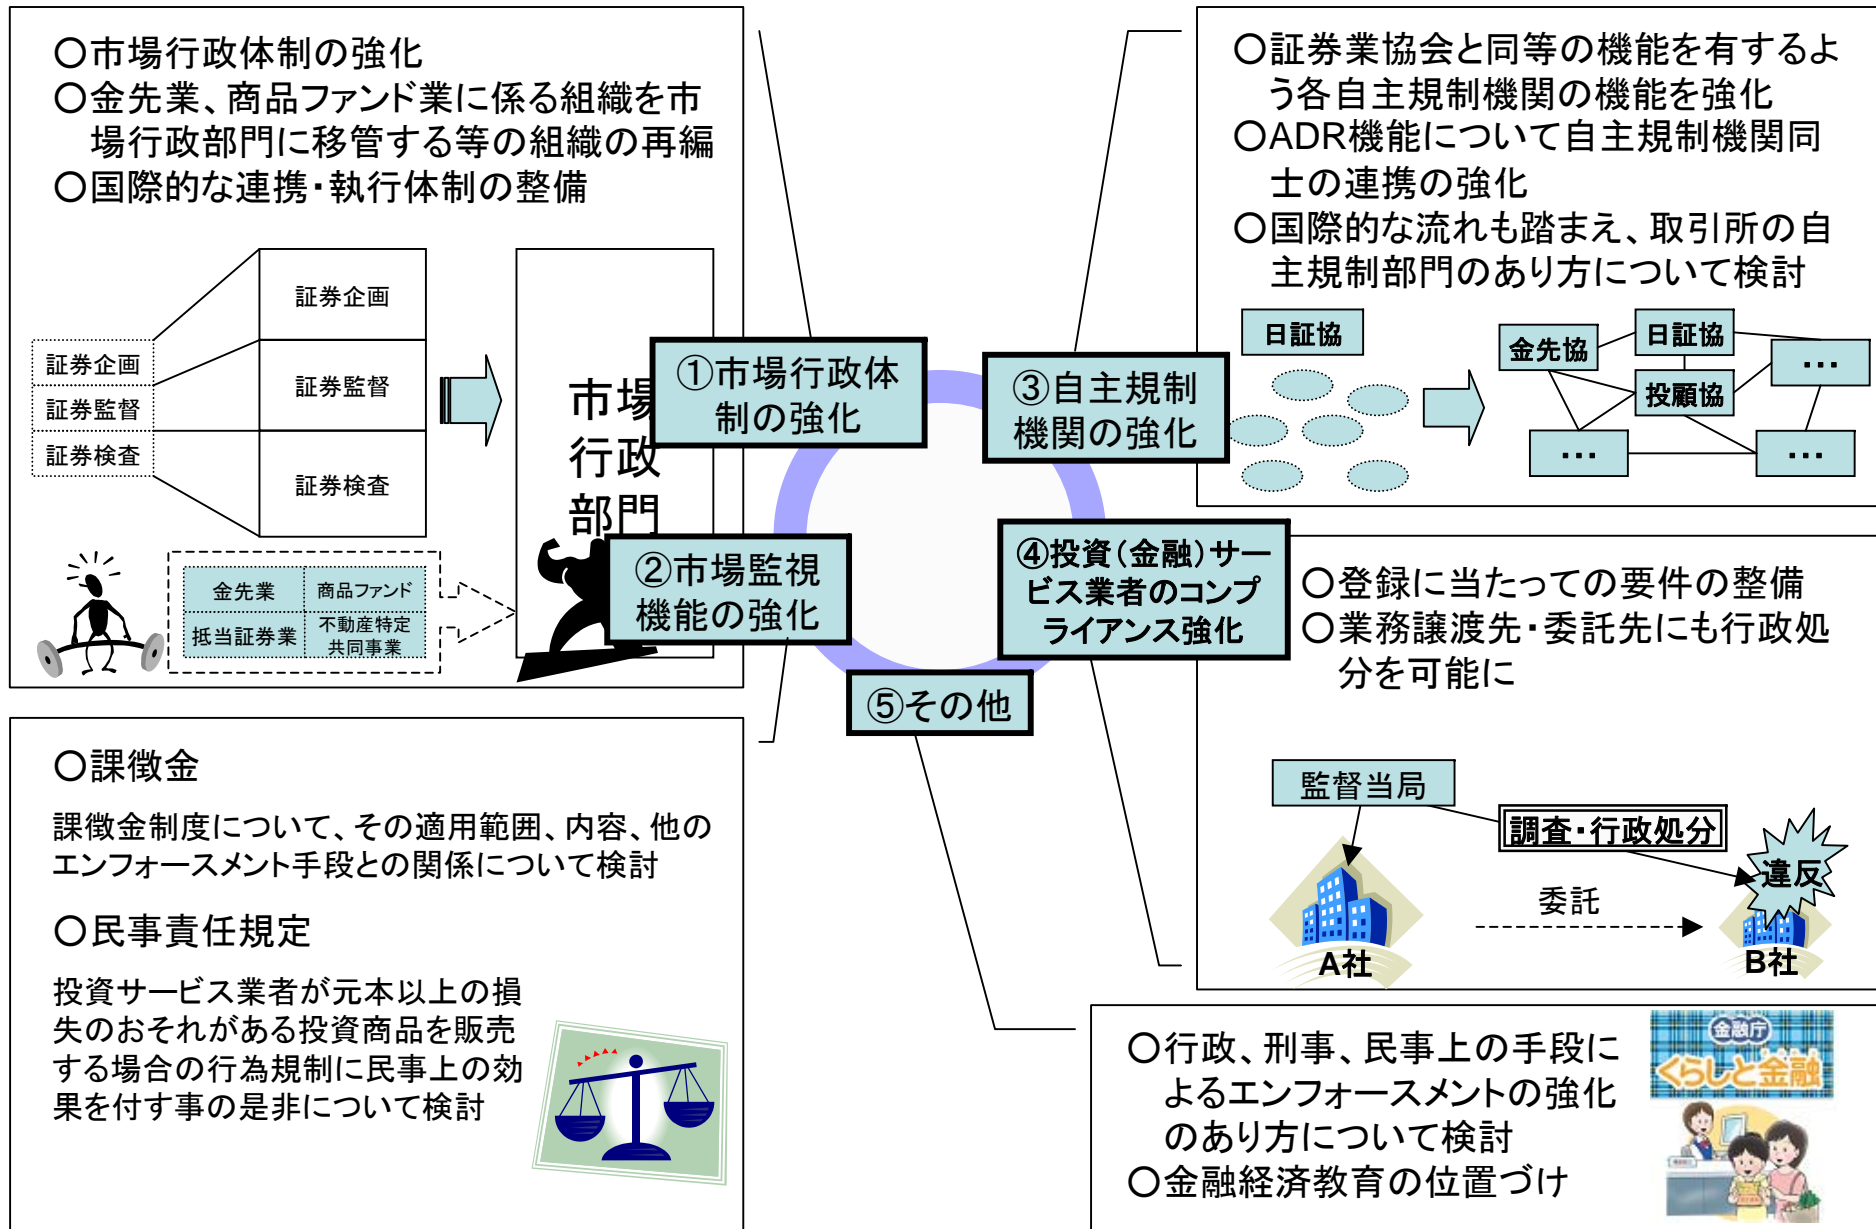 ○市場行政体制の強化
○金先業、商品ファンド業に係る組織を市
場行政部門に移管する等の組織の再編
○国際的な連携・執行体制の整備
証券企画
証券監督
証券検査
証券企画
証券監督
証券検査
市場
行政
部門
金先業
商品ファンド
抵当証券業
不動産特定
共同事業
①市場行政体
制の強化
②市場監視
機能の強化
③自主規制
機関の強化
④投資(金融)サー
ビス業者のコンプ
ライアンス強化
⑤その他
○課徴金
課徴金制度について、その適用範囲、内容、他の
エンフォースメント手段との関係について検討
○民事責任規定
投資サービス業者が元本以上の損
失のおそれがある投資商品を販売
する場合の行為規制に民事上の効
果を付す事の是非について検討
○証券業協会と同等の機能を有するよ
う各自主規制機関の機能を強化
○ADR機能について自主規制機関同
士の連携の強化
○国際的な流れも踏まえ、取引所の自
主規制部門のあり方について検討
日証協
金先協
日証協
投顧協
…
…
…
○登録に当たっての要件の整備
○業務譲渡先・委託先にも行政処
分を可能に
監督当局
調査・行政処分
違反
委託
A社
B社
○行政、刑事、民事上の手段に
よるエンフォースメントの強化
のあり方について検討
○金融経済教育の位置づけ
金融庁
くらしと金融